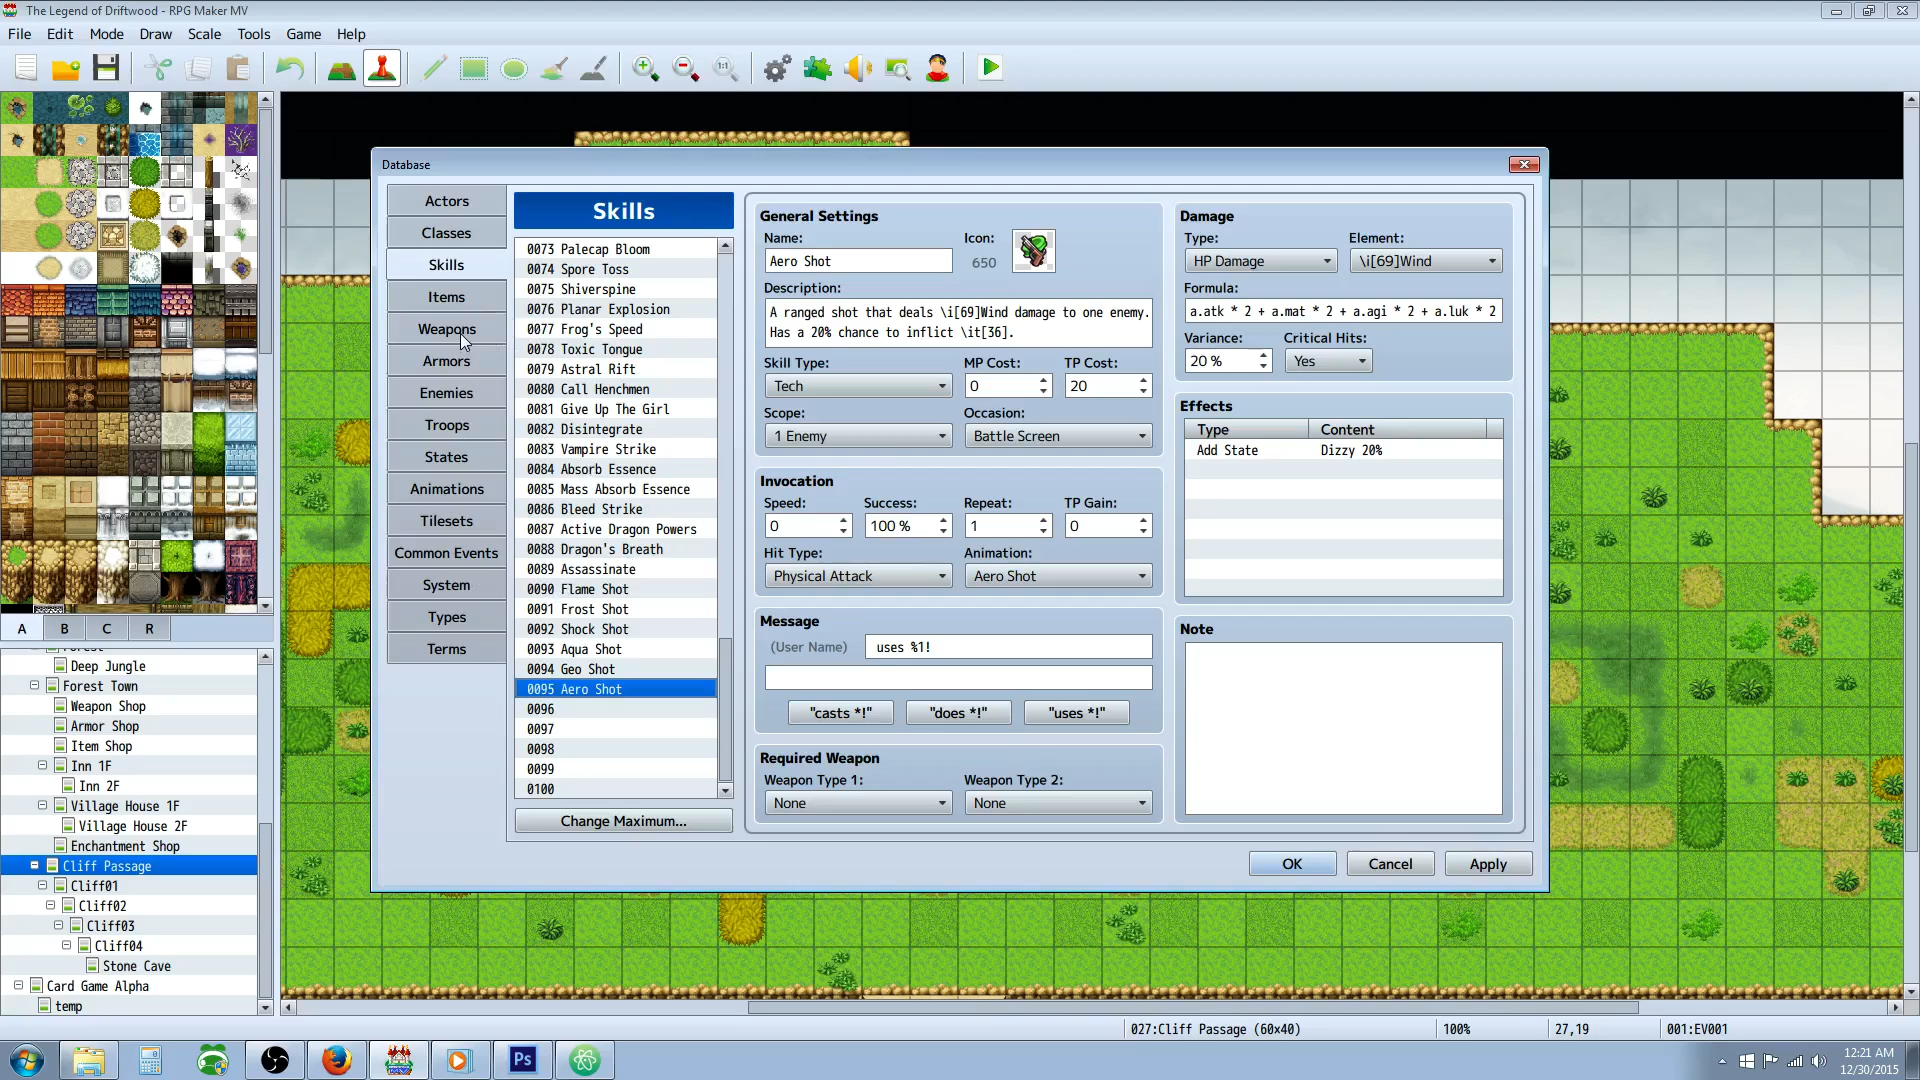 The Legend of Driftwood - RPG Maker MV
File Edit Mode Draw Scale Tools Game Help
1:1
Database
Actors
Classes
Skills
Items
Weapons
Armors
Enemies
Troops
States
Animations
Tilesets
Common Events
System
Types
Terms
Skills
0073 Palecap Bloom
0074 Spore Toss
0075 Shiverspine
0076 Planar Explosion
0077 Frog's Speed
0078 Toxic Tongue
0079 Astral Rift
0080 Call Henchmen
0081 Give Up The Girl
0082 Disintegrate
0083 Vampire Strike
0084 Absorb Essence
0085 Mass Absorb Essence
0086 Bleed Strike
0087 Active Dragon Powers
0088 Dragon's Breath
0089 Assassinate
0090 Flame Shot
0091 Frost Shot
0092 Shock Shot
0093 Aqua Shot
0094 Geo Shot
0095 Aero Shot
0096
0097
0098
0099
0100
Change Maximum...
General Settings
Name: Icon:
Aero Shot 650
Description:
A ranged shot that deals \i[69]Wind damage to one enemy.
Has a 20% chance to inflict \it[36].
Skill Type: MP Cost: TP Cost:
Tech 0 20
Scope: Occasion:
1 Enemy Battle Screen
Invocation
Speed: Success: Repeat: TP Gain:
0 100 % 1 0
Hit Type: Animation:
Physical Attack Aero Shot
Message
(User Name) uses %1!
"casts *!" "does *!" "uses *!"
Required Weapon
Weapon Type 1: Weapon Type 2:
None None
Damage
Type: Element:
HP Damage \i[69]Wind
Formula:
a.atk * 2 + a.mat * 2 + a.agi * 2 + a.luk * 2
Variance: Critical Hits:
20 % Yes
Effects
Type Content
Add State Dizzy 20%
Note
OK Cancel Apply
A B C R
Forest
Deep Jungle
Forest Town
Weapon Shop
Armor Shop
Item Shop
Inn 1F
Inn 2F
Village House 1F
Village House 2F
Enchantment Shop
Cliff Passage
Cliff01
Cliff02
Cliff03
Cliff04
Stone Cave
Card Game Alpha
temp
027:Cliff Passage (60x40) 100% 27,19 001:EV001
Ps
12:21 AM
12/30/2015